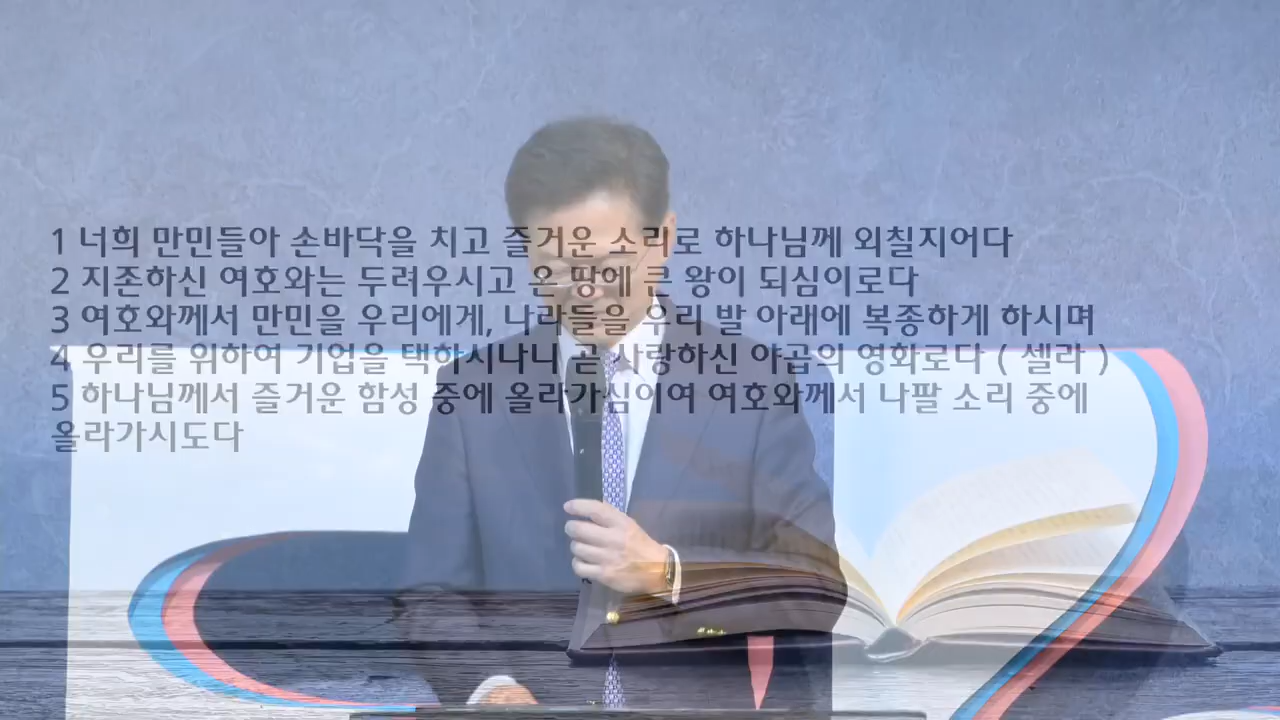 1 너희 만민들아 손바닥을 치고 즐거운 소리로 하나님께 외칠지어다
2 지존하신 여호와는 두려우시고 온 땅에 큰 왕이 되심이로다
3 여호와께서 만민을 우리에게, 나라들을 우리 발 아래에 복종하게 하시며
4 우리를 위하여 기업을 택하시나니 곧 사랑하신 야곱의 영화로다 ( 셀라 )
5 하나님께서 즐거운 함성 중에 올라가심이여 여호와께서 나팔 소리 중에
올라가시도다